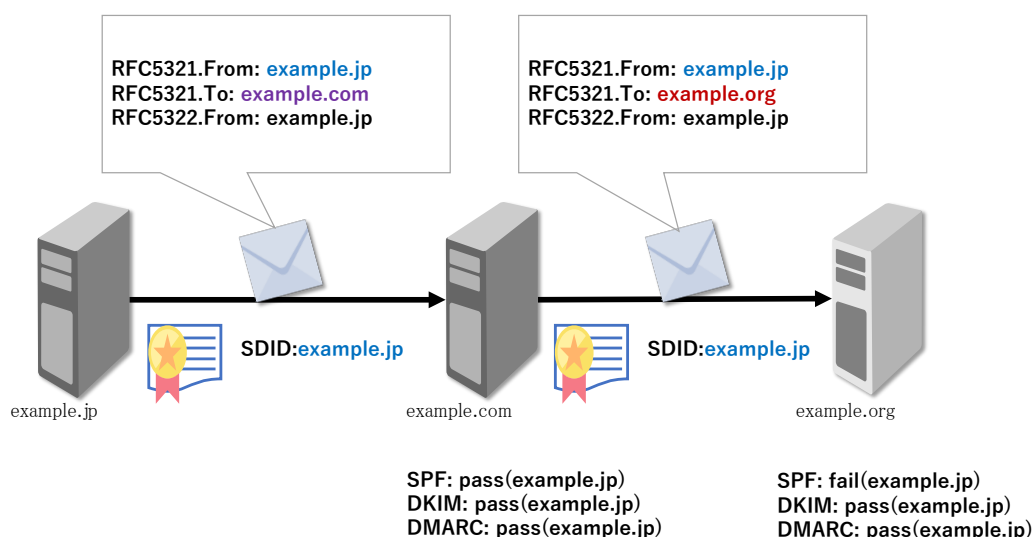 RFC5321.From: example.jp
RFC5321.To: example.com
RFC5322.From: example.jp
RFC5321.From: example.jp
RFC5321.To: example.org
RFC5322.From: example.jp
SDID:example.jp
SDID:example.jp
example.jp
example.com
example.org
SPF: pass(example.jp)
DKIM: pass(example.jp)
DMARC: pass(example.jp)
SPF: fail(example.jp)
DKIM: pass(example.jp)
DMARC: pass(example.jp)